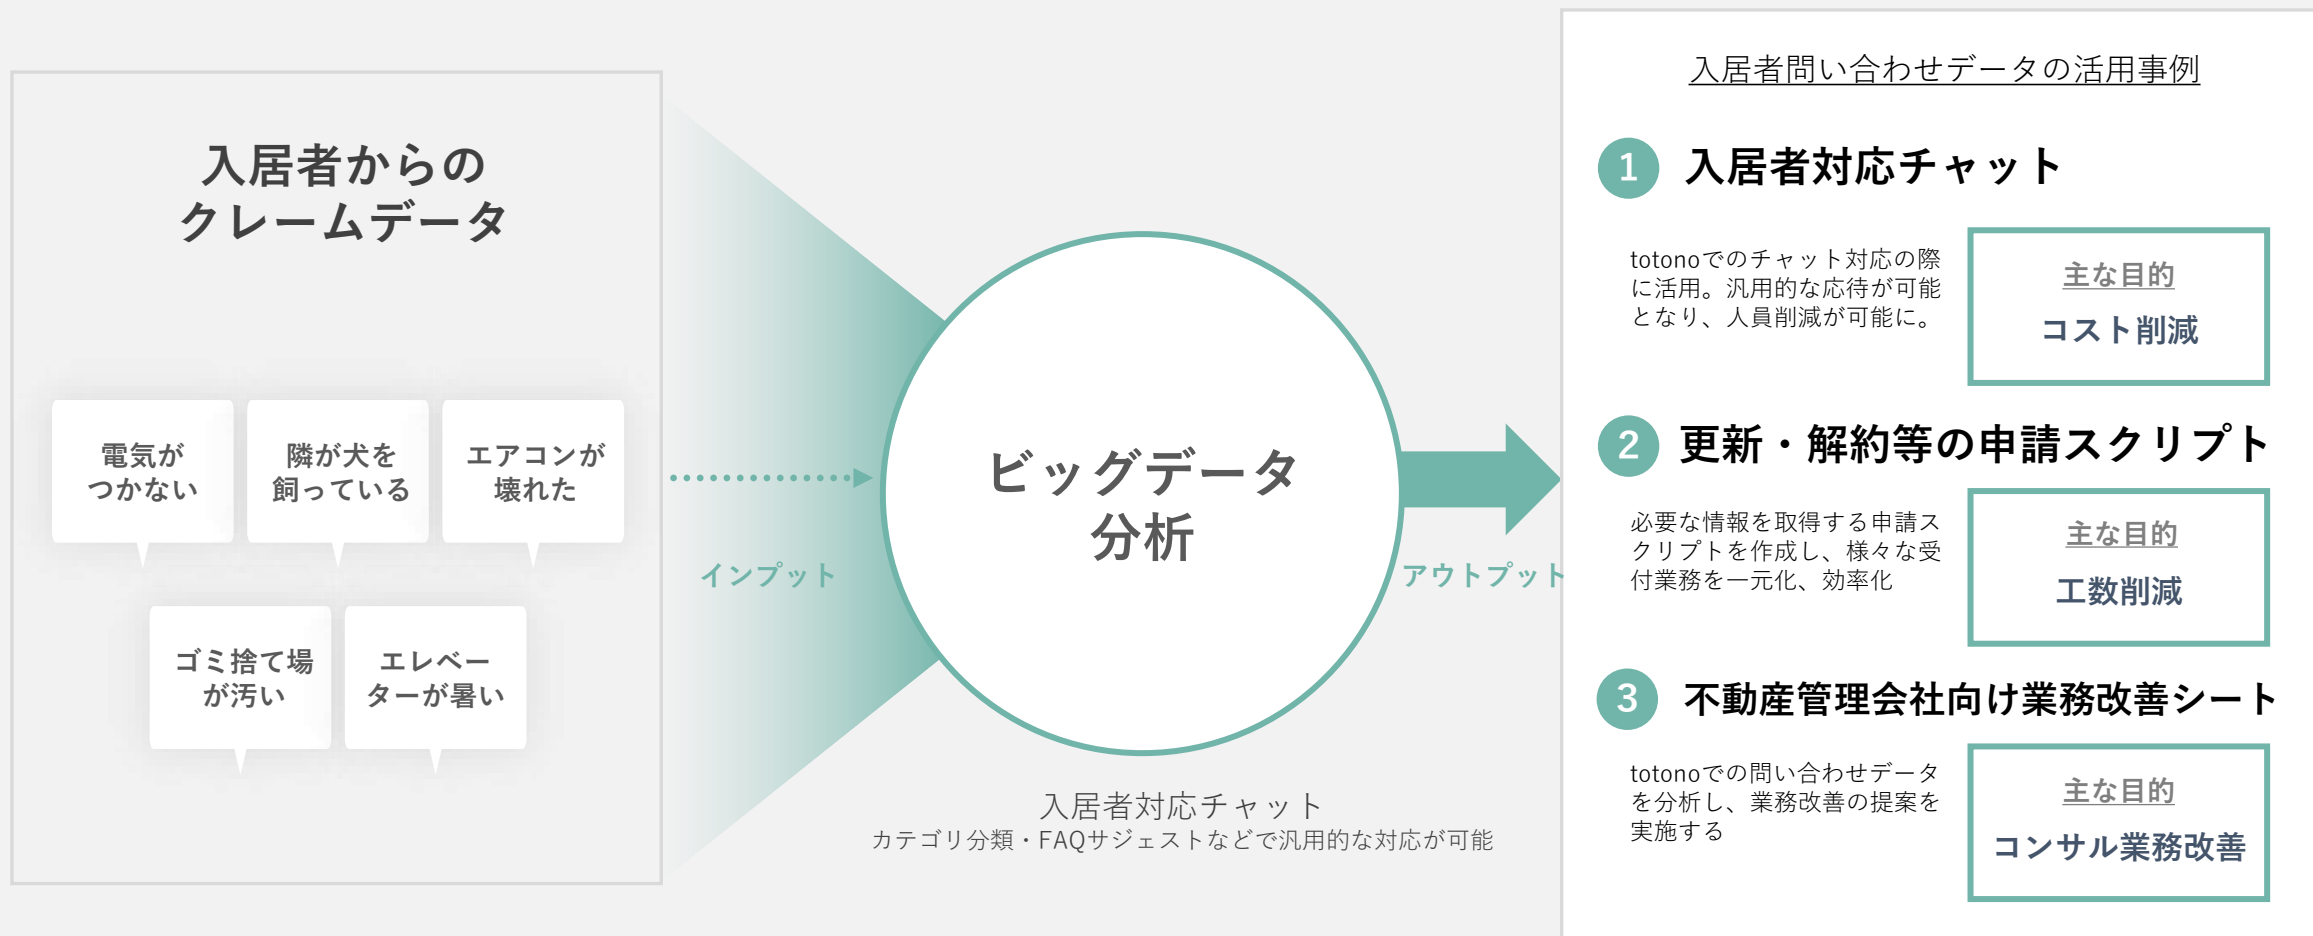 入居者からの
クレームデータ
電気が
つかない
隣が犬を
飼っている
エアコンが
壊れた
ゴミ捨て場
が汚い
エレベー
ターが暑い
インプット
ビッグデータ
分析
入居者対応チャット
カテゴリ分類・FAQサジェストなどで汎用的な対応が可能
アウトプット
入居者問い合わせデータの活用事例
1 入居者対応チャット
totonoでのチャット対応の際
に活用。汎用的な応待が可能
となり、人員削減が可能に。
主な目的
コスト削減
2 更新・解約等の申請スクリプト
必要な情報を取得する申請ス
クリプトを作成し、様々な受
付業務を一元化、効率化
主な目的
工数削減
3 不動産管理会社向け業務改善シート
totonoでの問い合わせデータ
を分析し、業務改善の提案を
実施する
主な目的
コンサル業務改善